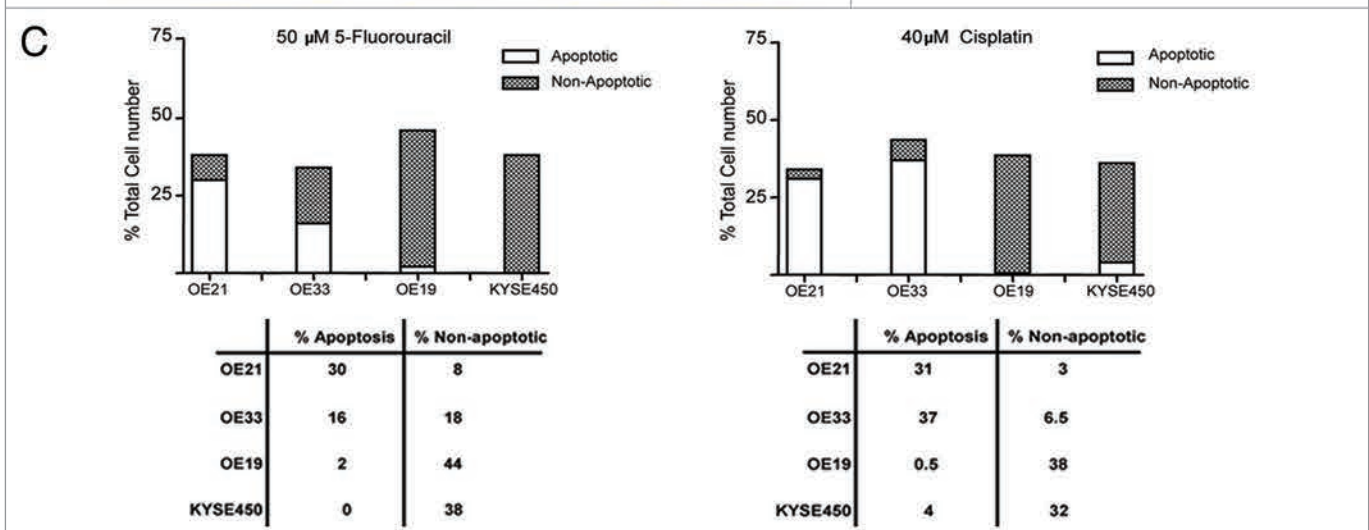 C
50 µM 5-Fluorouracil
Apoptotic
Non-Apoptotic
% Total Cell number
75
50
25
OE21 OE33 OE19 KYSE450
% Apoptosis % Non-apoptotic
OE21 30 8
OE33 16 18
OE19 2 44
KYSE450 0 38
40µM Cisplatin
Apoptotic
Non-Apoptotic
% Total Cell number
75
50
25
OE21 OE33 OE19 KYSE450
% Apoptosis % Non-apoptotic
OE21 31 3
OE33 37 6.5
OE19 0.5 38
KYSE450 4 32